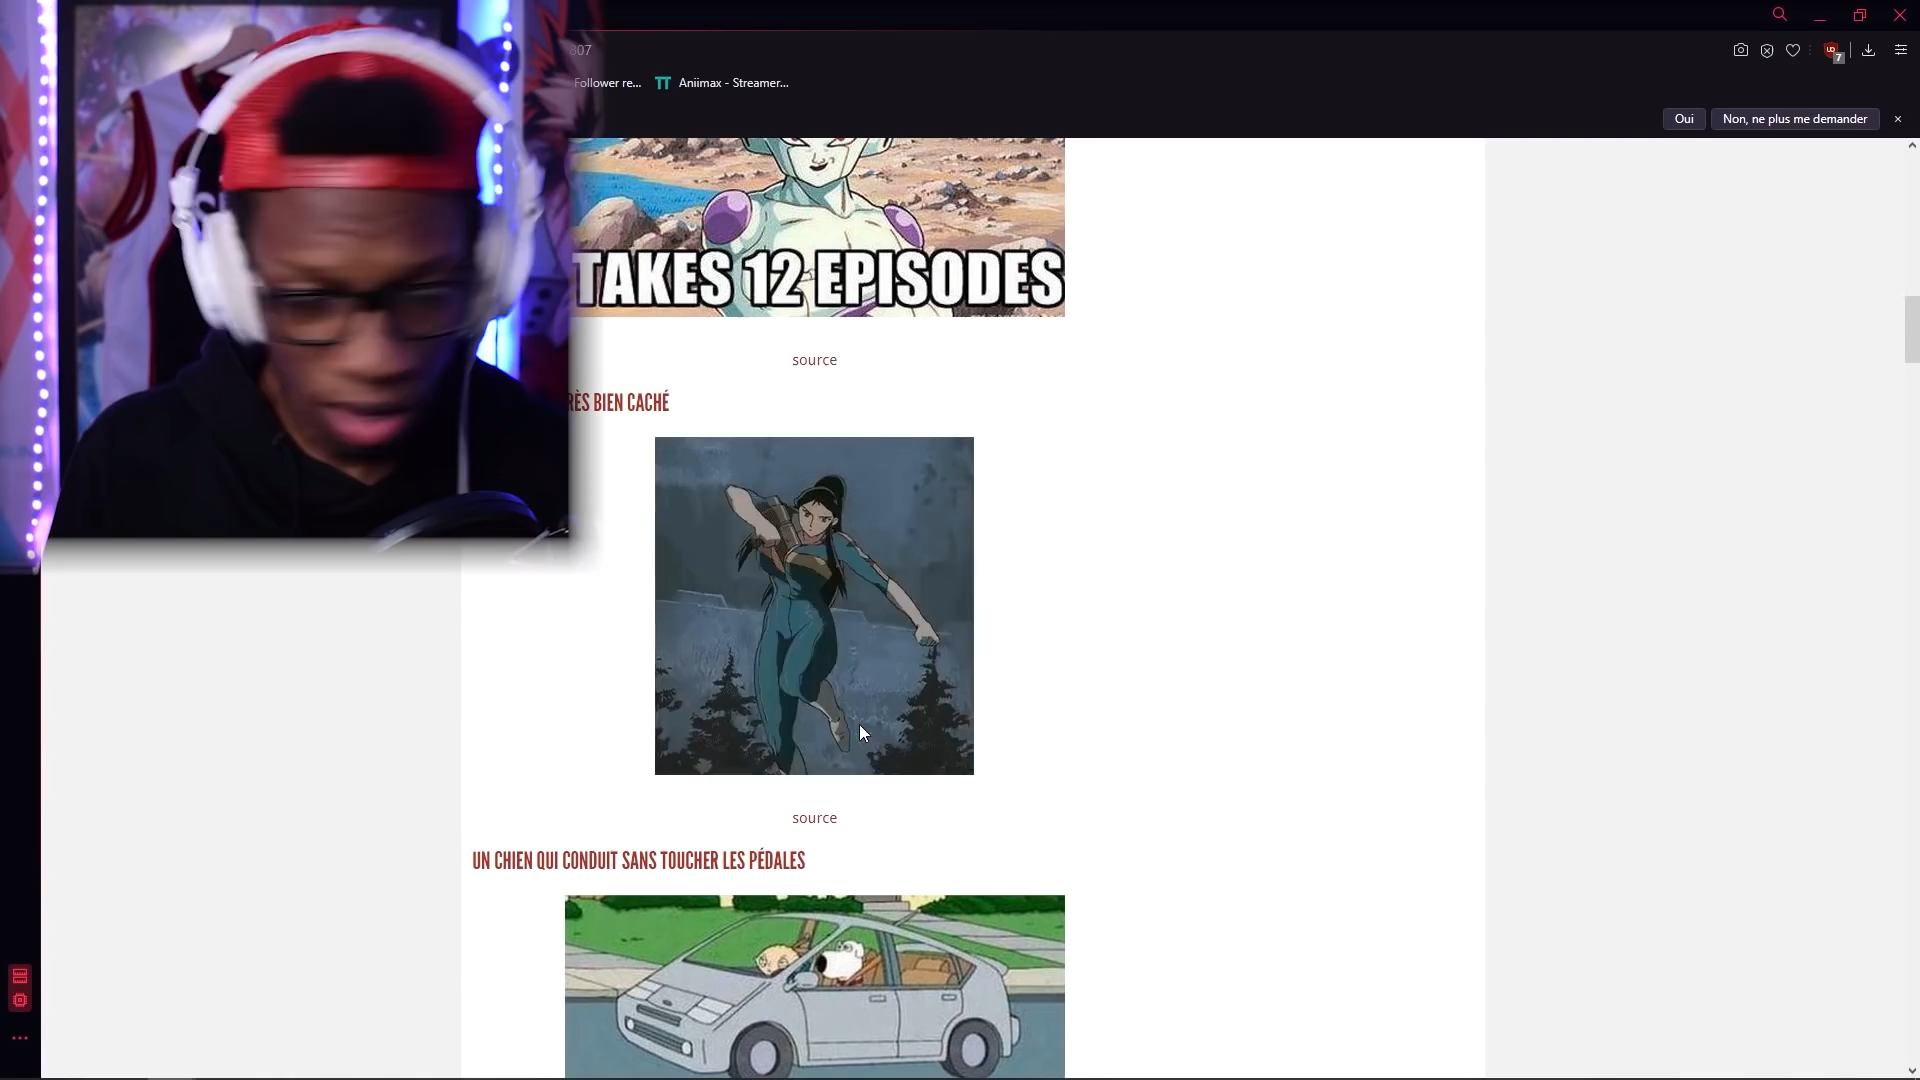 807
Follower re...
Aniimax - Streamer...
7
Oui
Non, ne plus me demander
TAKES 12 EPISODES
source
RÈS BIEN CACHÉ
source
UN CHIEN QUI CONDUIT SANS TOUCHER LES PÉDALES